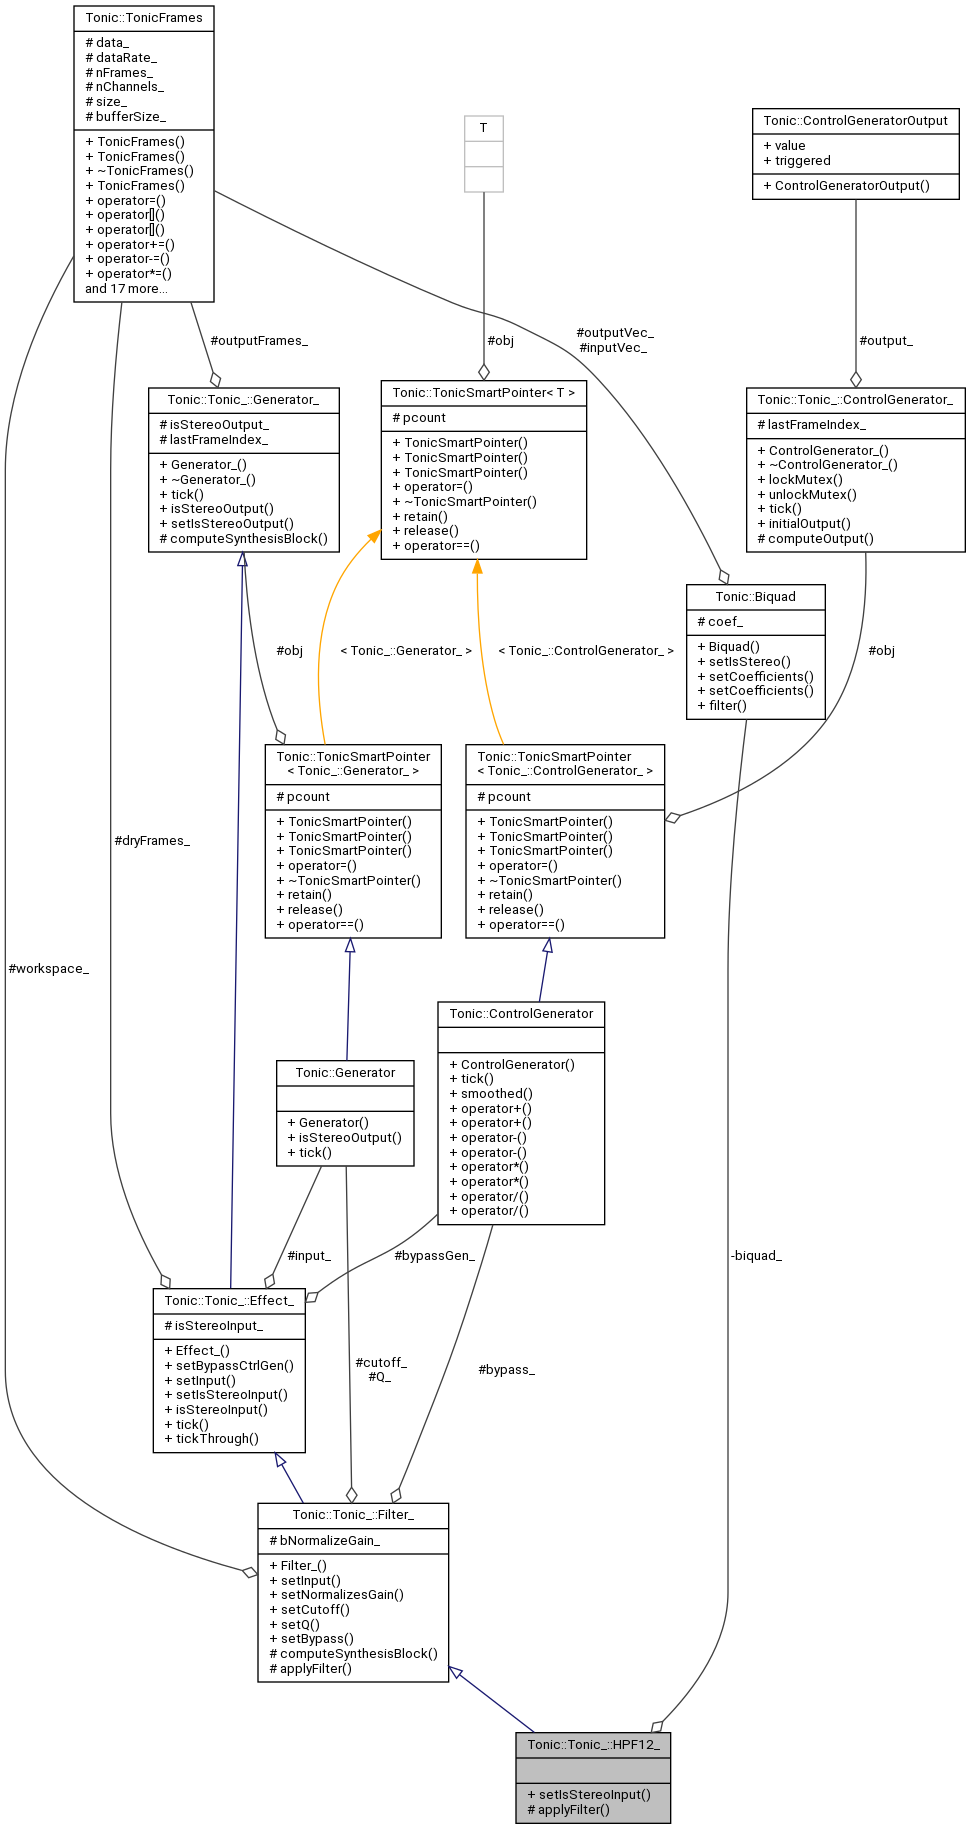 Tonic::TonicFrames
# data_
# dataRate_
# nFrames_
# nChannels_
# size_
# bufferSize_
+ TonicFrames()
+ TonicFrames()
+ ~TonicFrames()
+ TonicFrames()
+ operator=()
+ operator[]()
+ operator[]()
+ operator+=()
+ operator-=()
+ operator*=()
and 17 more...
T
Tonic::ControlGeneratorOutput
+ value
+ triggered
+ ControlGeneratorOutput()
#outputFrames_
#obj
#outputVec_
#inputVec_
#output_
Tonic::Tonic_::Generator_
# isStereoOutput_
# lastFrameIndex_
+ Generator_()
+ ~Generator_()
+ tick()
+ isStereoOutput()
+ setIsStereoOutput()
# computeSynthesisBlock()
Tonic::TonicSmartPointer< T >
# pcount
+ TonicSmartPointer()
+ TonicSmartPointer()
+ TonicSmartPointer()
+ operator=()
+ ~TonicSmartPointer()
+ retain()
+ release()
+ operator==()
Tonic::Tonic_::ControlGenerator_
# lastFrameIndex_
+ ControlGenerator_()
+ ~ControlGenerator_()
+ lockMutex()
+ unlockMutex()
+ tick()
+ initialOutput()
# computeOutput()
Tonic::Biquad
# coef_
+ Biquad()
+ setIsStereo()
+ setCoefficients()
+ setCoefficients()
+ filter()
#obj
< Tonic_::Generator_ >
< Tonic_::ControlGenerator_ >
#obj
Tonic::TonicSmartPointer
< Tonic_::Generator_ >
# pcount
+ TonicSmartPointer()
+ TonicSmartPointer()
+ TonicSmartPointer()
+ operator=()
+ ~TonicSmartPointer()
+ retain()
+ release()
+ operator==()
Tonic::TonicSmartPointer
< Tonic_::ControlGenerator_ >
# pcount
+ TonicSmartPointer()
+ TonicSmartPointer()
+ TonicSmartPointer()
+ operator=()
+ ~TonicSmartPointer()
+ retain()
+ release()
+ operator==()
#dryFrames_
#workspace_
Tonic::Generator
+ Generator()
+ isStereoOutput()
+ tick()
Tonic::ControlGenerator
+ ControlGenerator()
+ tick()
+ smoothed()
+ operator+()
+ operator+()
+ operator-()
+ operator-()
+ operator*()
+ operator*()
+ operator/()
+ operator/()
#input_
#bypassGen_
-biquad_
Tonic::Tonic_::Effect_
# isStereoInput_
+ Effect_()
+ setBypassCtrlGen()
+ setInput()
+ setIsStereoInput()
+ isStereoInput()
+ tick()
+ tickThrough()
#cutoff_
#Q_
#bypass_
Tonic::Tonic_::Filter_
# bNormalizeGain_
+ Filter_()
+ setInput()
+ setNormalizesGain()
+ setCutoff()
+ setQ()
+ setBypass()
# computeSynthesisBlock()
# applyFilter()
Tonic::Tonic_::HPF12_
+ setIsStereoInput()
# applyFilter()